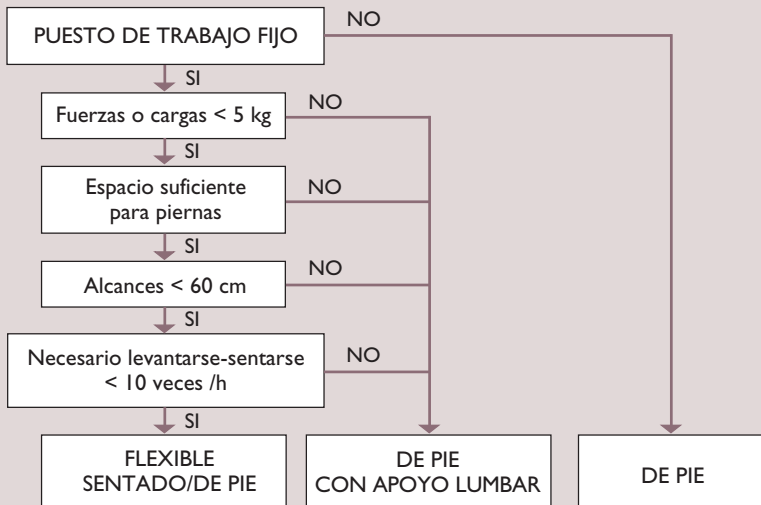 PUESTO DE TRABAJO FIJO
NO
SI
Fuerzas o cargas < 5 kg
NO
SI
Espacio suficiente
para piernas
NO
SI
Alcances < 60 cm
NO
SI
Necesario levantarse-sentarse
< 10 veces /h
NO
SI
FLEXIBLE
SENTADO/DE PIE
DE PIE
CON APOYO LUMBAR
DE PIE